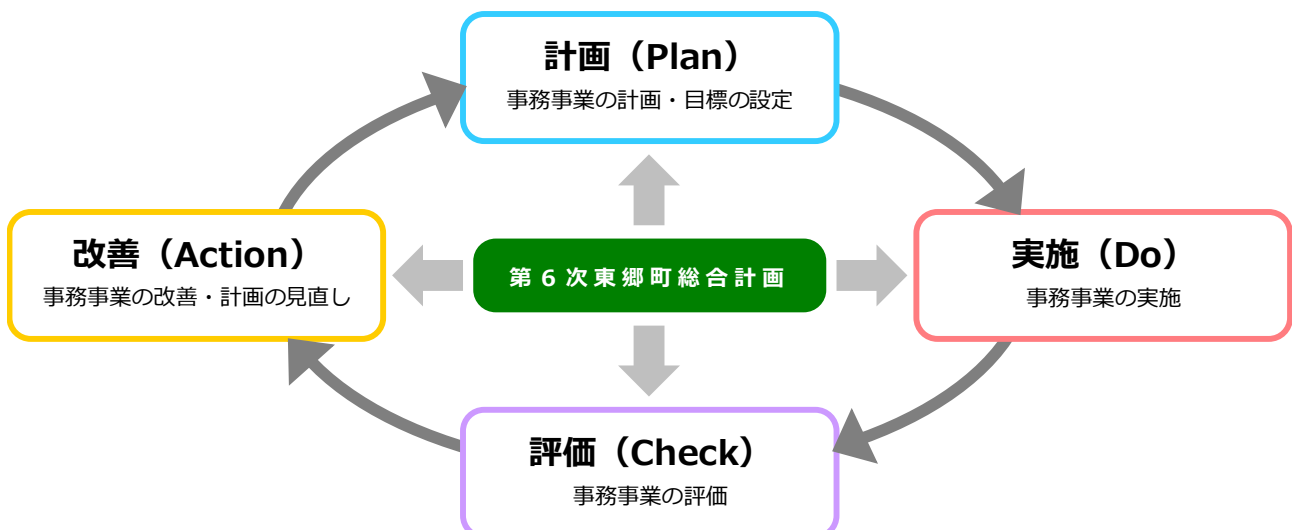 計画（Plan）
事務事業の計画・目標の設定
改善（Action）
事務事業の改善・計画の見直し
第６次東郷町総合計画
実施（Do）
事務事業の実施
評価（Check）
事務事業の評価